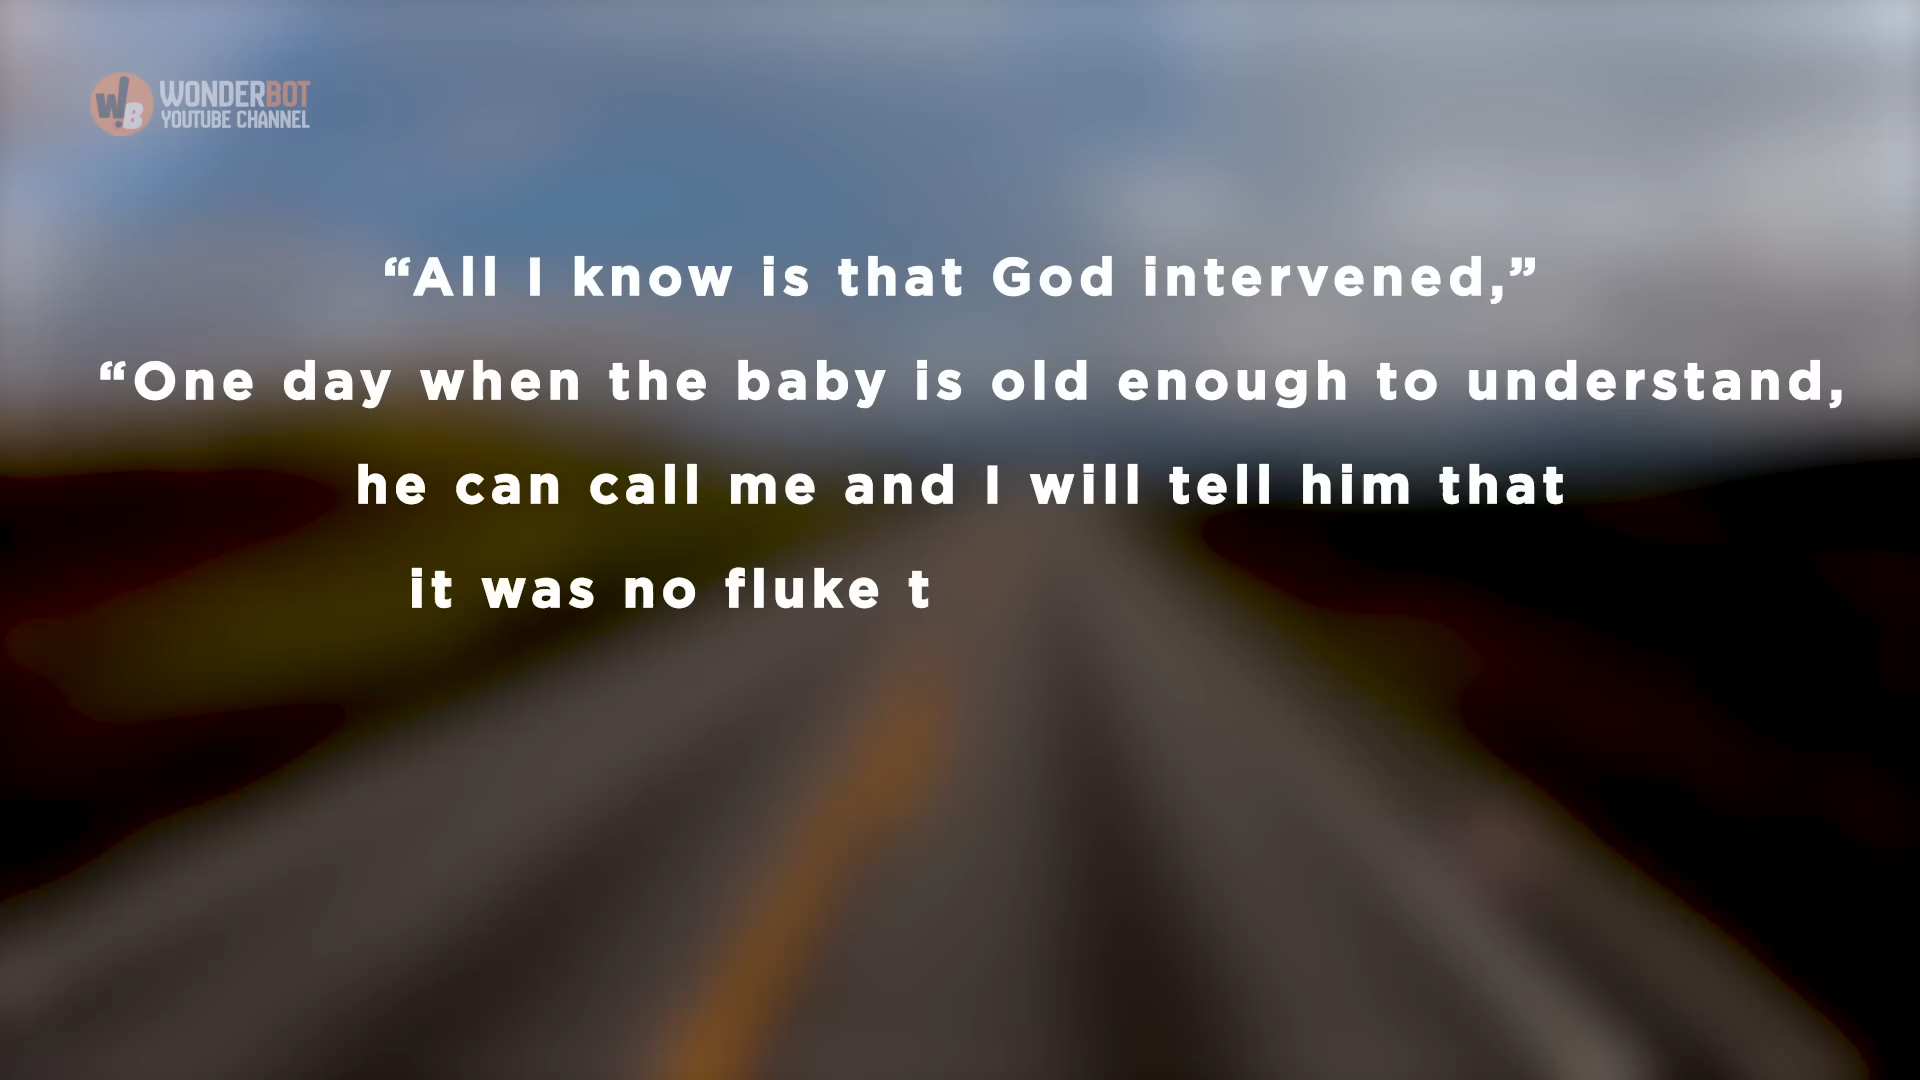 WONDERBOT
YOUTUBE CHANNEL
“All I know is that God intervened,”
“One day when the baby is old enough to understand,
he can call me and I will tell him that
it was no fluke t